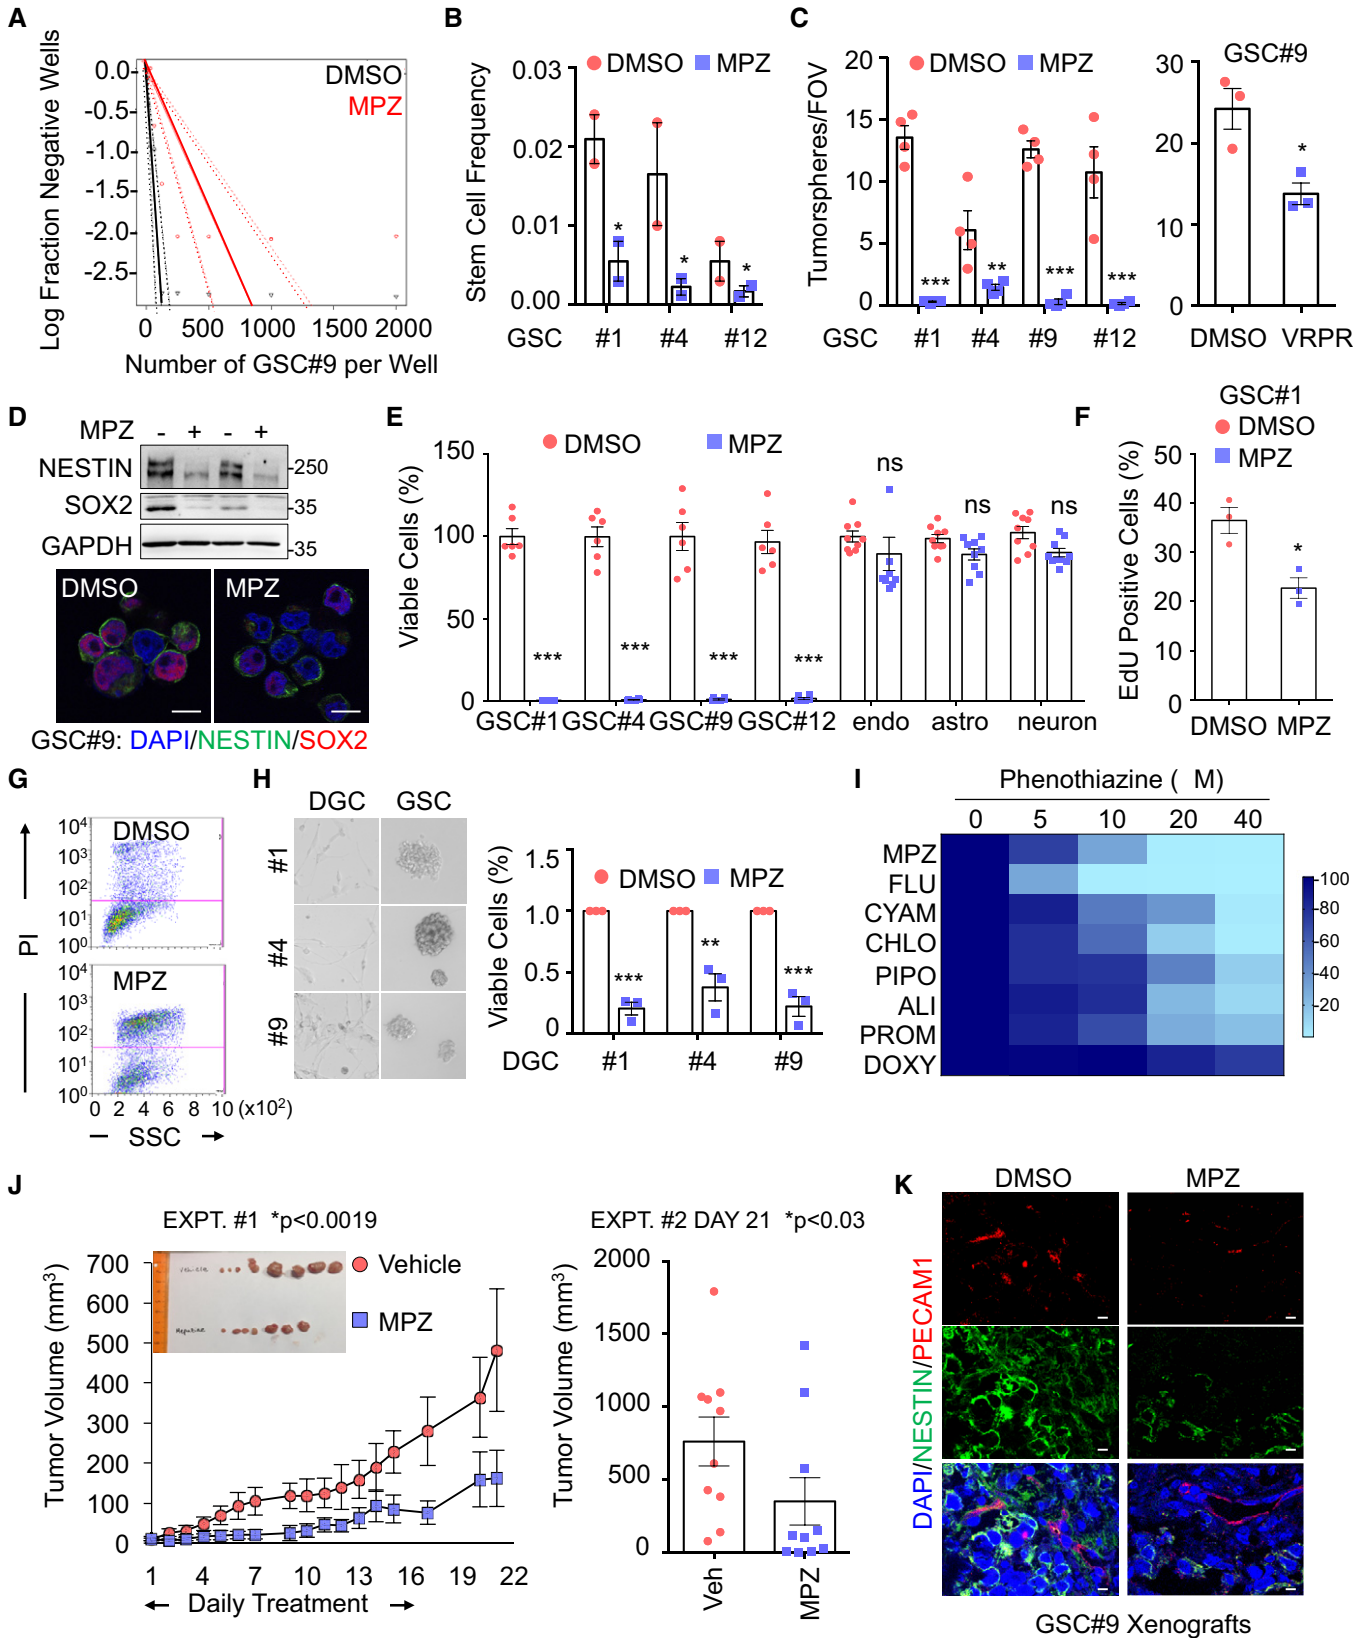 A
Log Fraction Negative Wells
0.0
-0.5
-1.0
-1.5
-2.0
-2.5
DMSO
MPZ
0 500 1000 1500 2000
Number of GSC#9 per Well
B
DMSO MPZ
Stem Cell Frequency
0.03
0.02
0.01
0.00
* * *
GSC #1 #4 #12
C
DMSO MPZ
Tumorspheres/FOV
20
15
10
5
0
*** ** *** ***
GSC #1 #4 #9 #12
GSC#9
30
20
10
0
*
DMSO VRPR
D
MPZ - + - +
NESTIN -250
SOX2 -35
GAPDH -35
DMSO MPZ
GSC#9: DAPI/NESTIN/SOX2
E
DMSO MPZ
Viable Cells (%)
150
100
50
0
*** *** *** *** ns ns ns
GSC#1 GSC#4 GSC#9 GSC#12 endo astro neuron
F
GSC#1
DMSO
MPZ
EdU Positive Cells (%)
50
40
30
20
10
0
*
DMSO MPZ
G
DMSO
10⁴
10³
10²
10¹
10⁰
PI
MPZ
10⁴
10³
10²
10¹
10⁰
0 2 4 6 8 10 (x10²)
SSC
H
DGC GSC
#1
#4
#9
Viable Cells (%)
1.5
1.0
0.5
0
DMSO MPZ
*** ** ***
DGC #1 #4 #9
I
Phenothiazine ( M)
0 5 10 20 40
MPZ
FLU
CYAM
CHLO
PIPO
ALI
PROM
DOXY
100
80
60
40
20
J
EXPT. #1 *p<0.0019
Tumor Volume (mm³)
700
600
500
400
300
200
100
0
Vehicle
MPZ
1 4 7 10 13 16 19 22
Daily Treatment
EXPT. #2 DAY 21 *p<0.03
Tumor Volume (mm³)
2000
1500
1000
500
0
Veh MPZ
K
DMSO MPZ
DAPI/NESTIN/PECAM1
GSC#9 Xenografts